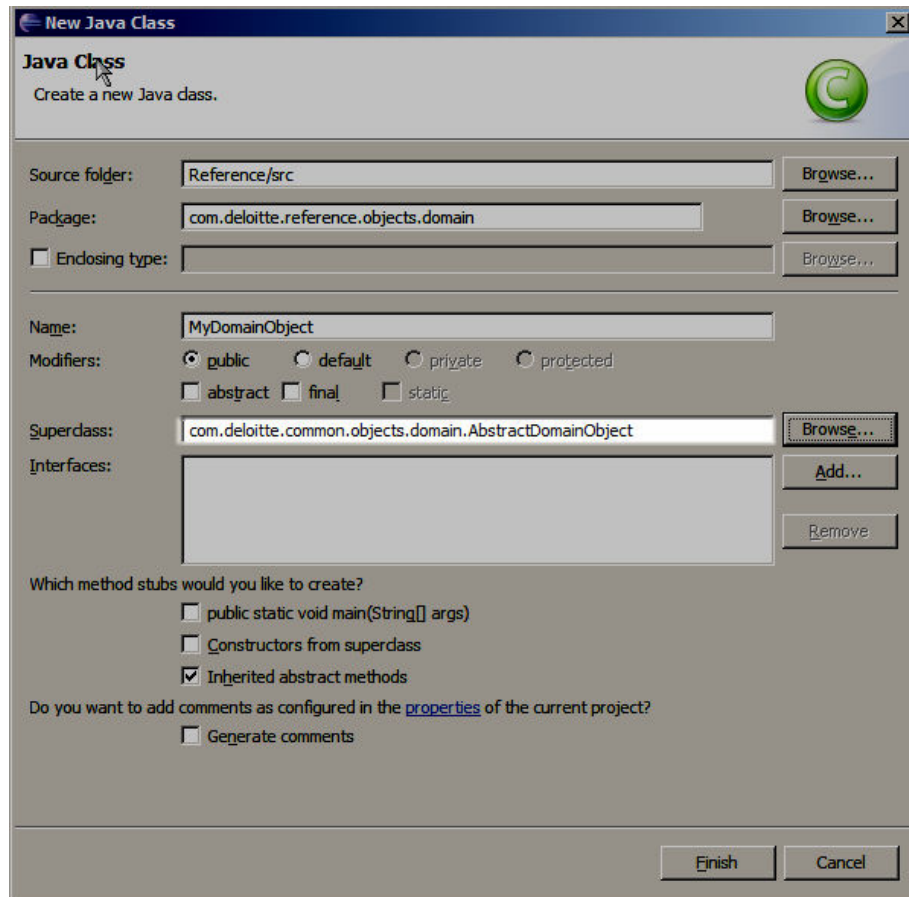 New Java Class
Java Class
Create a new Java class.
Source folder: Reference/src Browse...
Package: com.deloitte.reference.objects.domain Browse...
Enclosing type: Browse...
Name: MyDomainObject
Modifiers: public default private protected
abstract final static
Superclass: com.deloitte.common.objects.domain.AbstractDomainObject Browse...
Interfaces: Add...
Remove
Which method stubs would you like to create?
public static void main(String[] args)
Constructors from superclass
Inherited abstract methods
Do you want to add comments as configured in the properties of the current project?
Generate comments
Finish Cancel